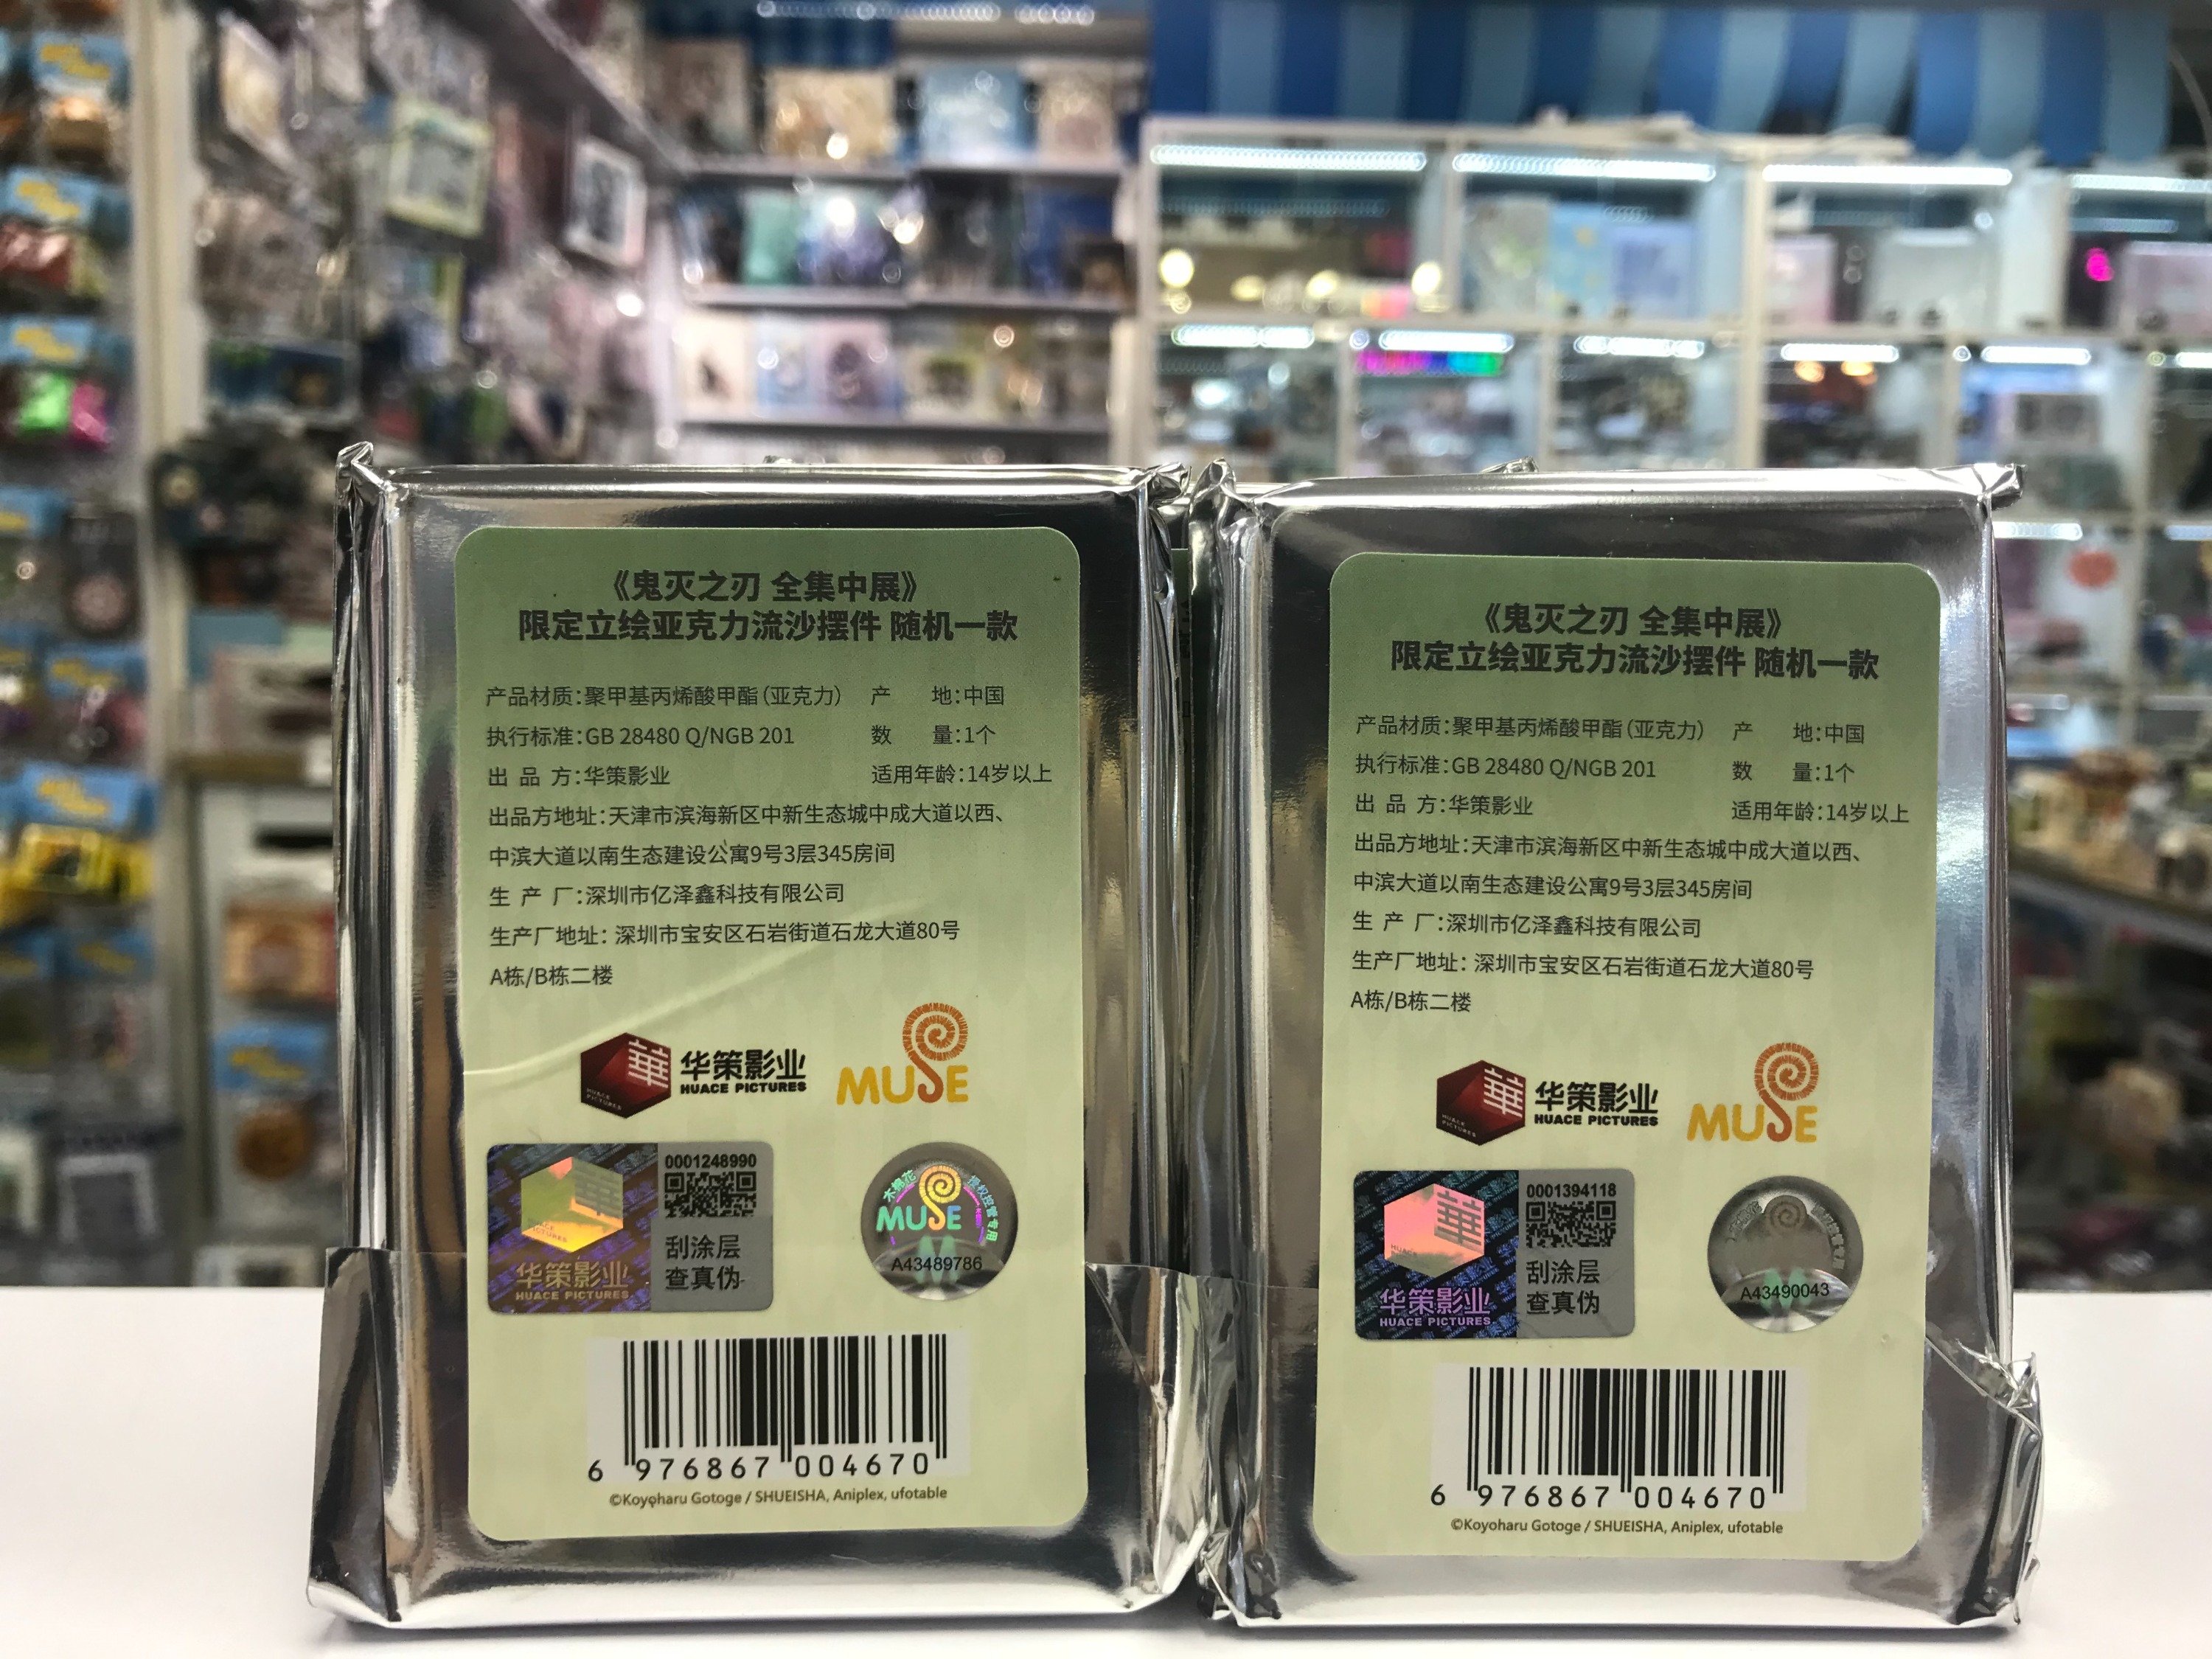 《鬼灭之刃 全集中展》
限定立绘亚克力流沙摆件 随机一款
产品材质:聚甲基丙烯酸甲酯(亚克力) 产 地:中国
执行标准:GB 28480 Q/NGB 201 数 量:1个
出 品 方:华策影业 适用年龄:14岁以上
出品方地址:天津市滨海新区中新生态城中成大道以西、
中滨大道以南生态建设公寓9号3层345房间
生 产 厂:深圳市亿泽鑫科技有限公司
生产厂地址: 深圳市宝安区石岩街道石龙大道80号
A栋/B栋二楼
華
HUACE PICTURES
华策影业
HUACE PICTURES
MUSE
华策影业
HUACE PICTURES
0001248990
刮涂层
查真伪
木棉花 授权控管专用
MUSE
A43489786
6 976867 004670
©Koyoharu Gotoge / SHUEISHA, Aniplex, ufotable
《鬼灭之刃 全集中展》
限定立绘亚克力流沙摆件 随机一款
产品材质:聚甲基丙烯酸甲酯(亚克力) 产 地:中国
执行标准:GB 28480 Q/NGB 201 数 量:1个
出 品 方:华策影业 适用年龄:14岁以上
出品方地址:天津市滨海新区中新生态城中成大道以西、
中滨大道以南生态建设公寓9号3层345房间
生 产 厂:深圳市亿泽鑫科技有限公司
生产厂地址: 深圳市宝安区石岩街道石龙大道80号
A栋/B栋二楼
華
HUACE PICTURES
华策影业
HUACE PICTURES
MUSE
華
华策影业
HUACE PICTURES
0001394118
刮涂层
查真伪
A43490043
6 976867 004670
©Koyoharu Gotoge / SHUEISHA, Aniplex, ufotable